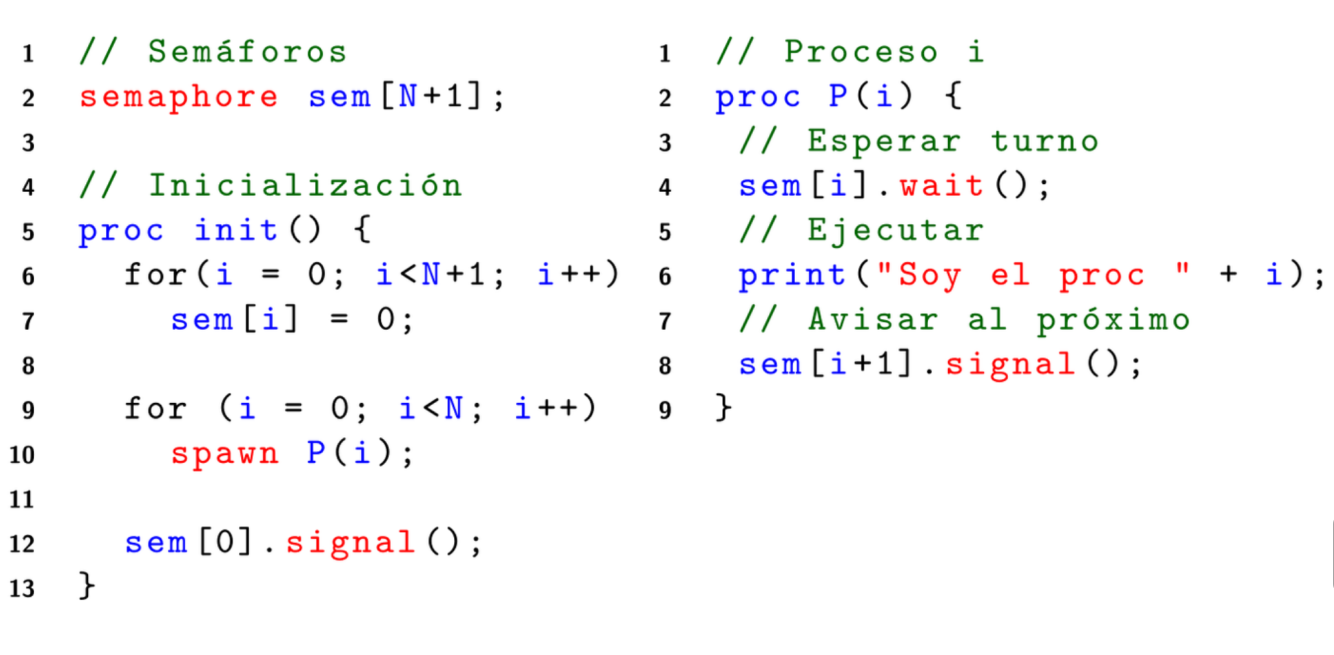 1 // Semáforos
2 semaphore sem[N+1];
3
4 // Inicialización
5 proc init() {
6 for(i = 0; i<N+1; i++)
7 sem[i] = 0;
8
9 for (i = 0; i<N; i++)
10 spawn P(i);
11
12 sem[0].signal();
13 }
1 // Proceso i
2 proc P(i) {
3 // Esperar turno
4 sem[i].wait();
5 // Ejecutar
6 print("Soy el proc " + i);
7 // Avisar al próximo
8 sem[i+1].signal();
9 }